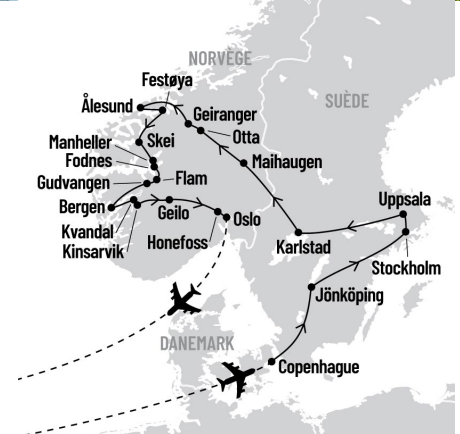 NORVÈGE
Festøya
SUÈDE
Ålesund
Geiranger
Otta
Manheller
Skei
Fodnes
Maihaugen
Gudvangen
Flam
Bergen
Geilo
Uppsala
Kvandal
Oslo
Kinsarvik
Honefoss
Karlstad
Stockholm
Jönköping
DANEMARK
Copenhague